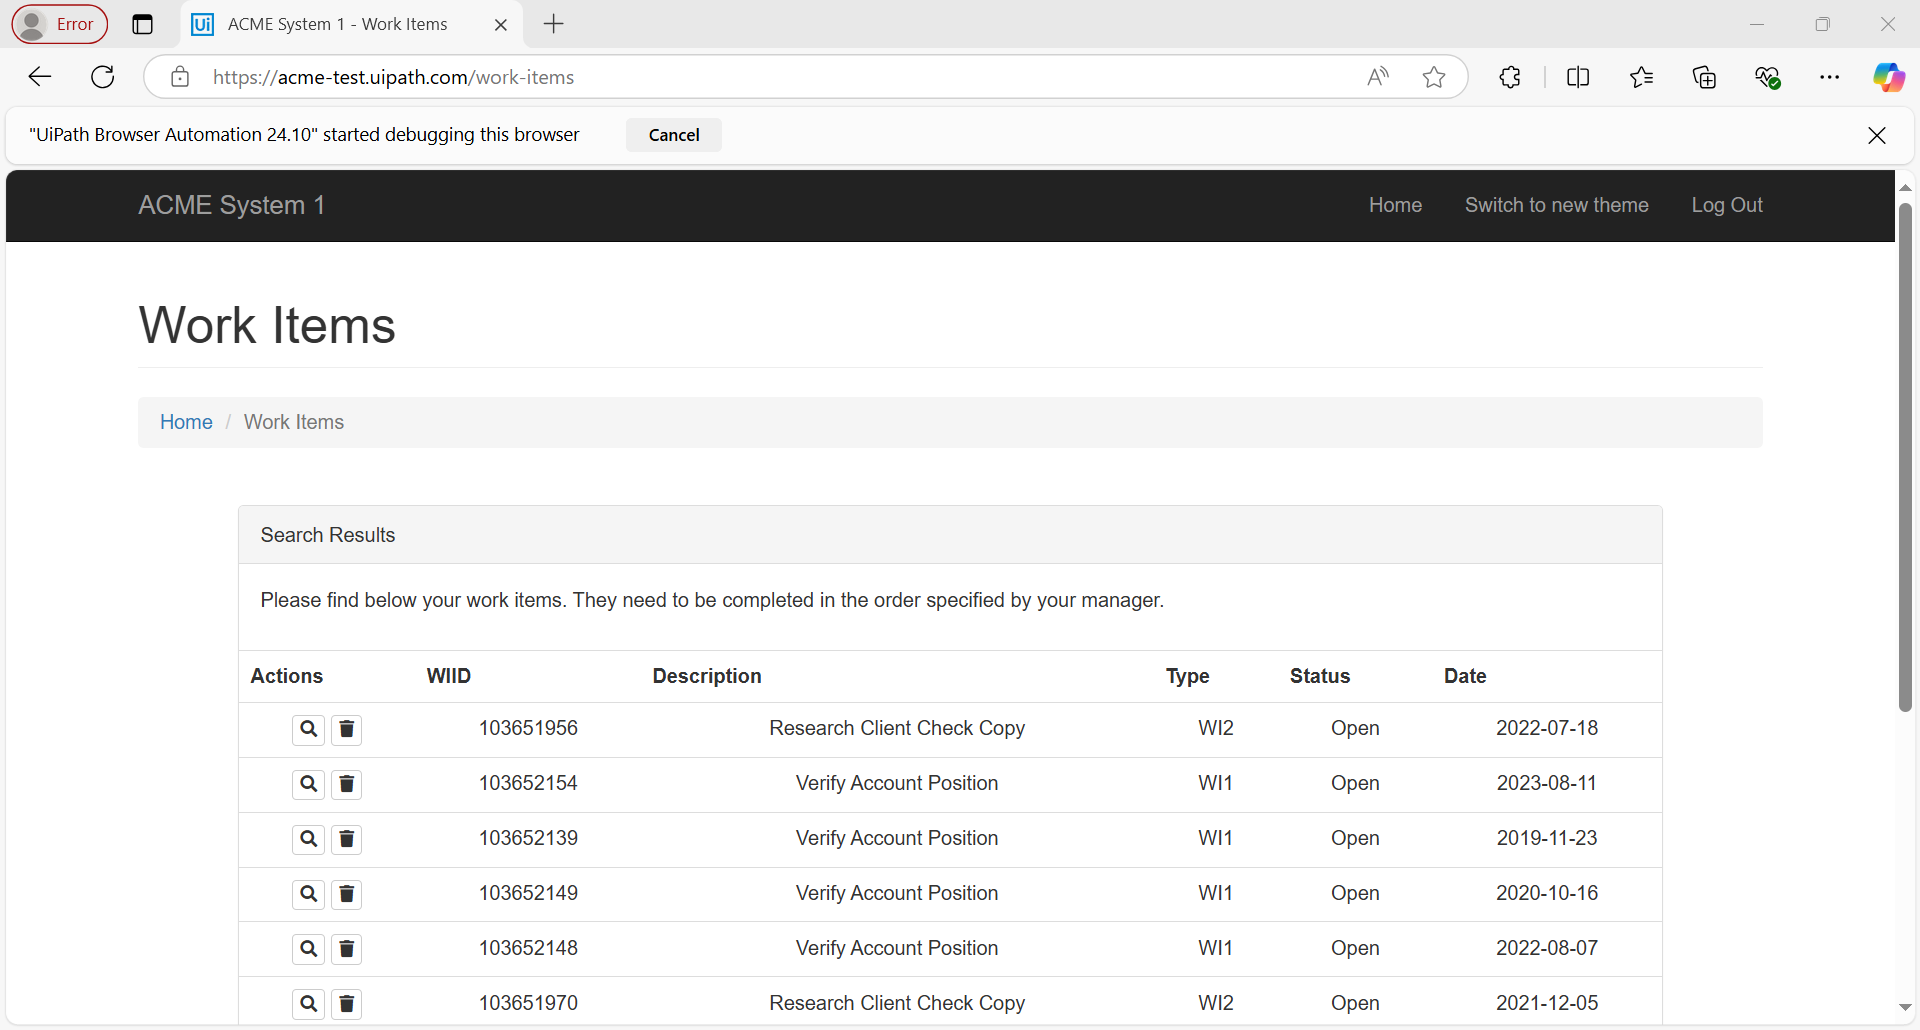 Error
Ui
ACME System 1 - Work Items
https://acme-test.uipath.com/work-items
"UiPath Browser Automation 24.10" started debugging this browser Cancel
ACME System 1 Home Switch to new theme Log Out
Work Items
Home / Work Items
Search Results
Please find below your work items. They need to be completed in the order specified by your manager.
Actions WIID Description Type Status Date
103651956 Research Client Check Copy WI2 Open 2022-07-18
103652154 Verify Account Position WI1 Open 2023-08-11
103652139 Verify Account Position WI1 Open 2019-11-23
103652149 Verify Account Position WI1 Open 2020-10-16
103652148 Verify Account Position WI1 Open 2022-08-07
103651970 Research Client Check Copy WI2 Open 2021-12-05